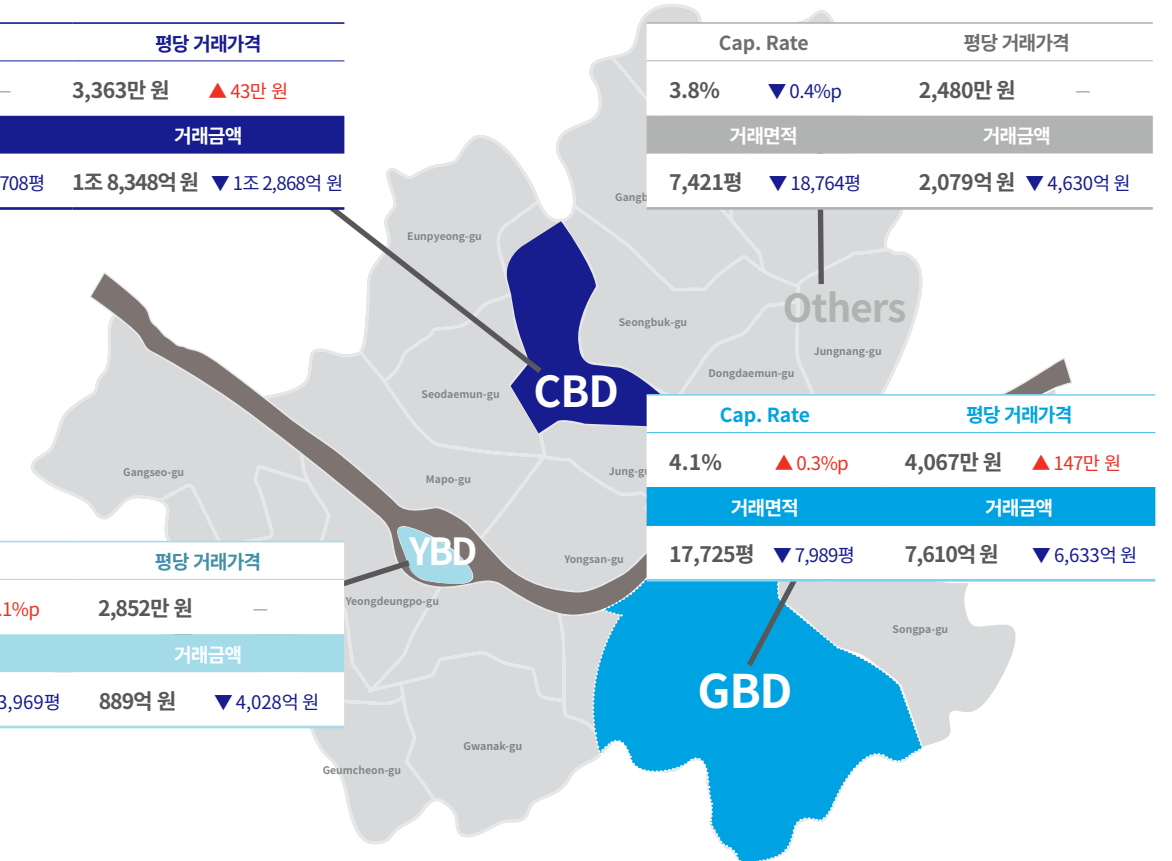 평당 거래가격
— 3,363만 원 ▲ 43만 원
거래금액
708평 1조 8,348억 원 ▼ 1조 2,868억 원
Cap. Rate 평당 거래가격
3.8% ▼ 0.4%p 2,480만 원 —
거래면적 거래금액
7,421평 ▼ 18,764평 2,079억 원 ▼ 4,630억 원
Eunpyeong-gu
Seongbuk-gu
Others
Jungnang-gu
Dongdaemun-gu
Seodaemun-gu
CBD
Gangseo-gu
Mapo-gu
Cap. Rate 평당 거래가격
4.1% ▲ 0.3%p 4,067만 원 ▲ 147만 원
거래면적 거래금액
17,725평 ▼ 7,989평 7,610억 원 ▼ 6,633억 원
YBD
Yongsan-gu
Yeongdeungpo-gu
평당 거래가격
.1%p 2,852만 원 —
거래금액
3,969평 889억 원 ▼ 4,028억 원
Songpa-gu
GBD
Gwanak-gu
Geumcheon-gu